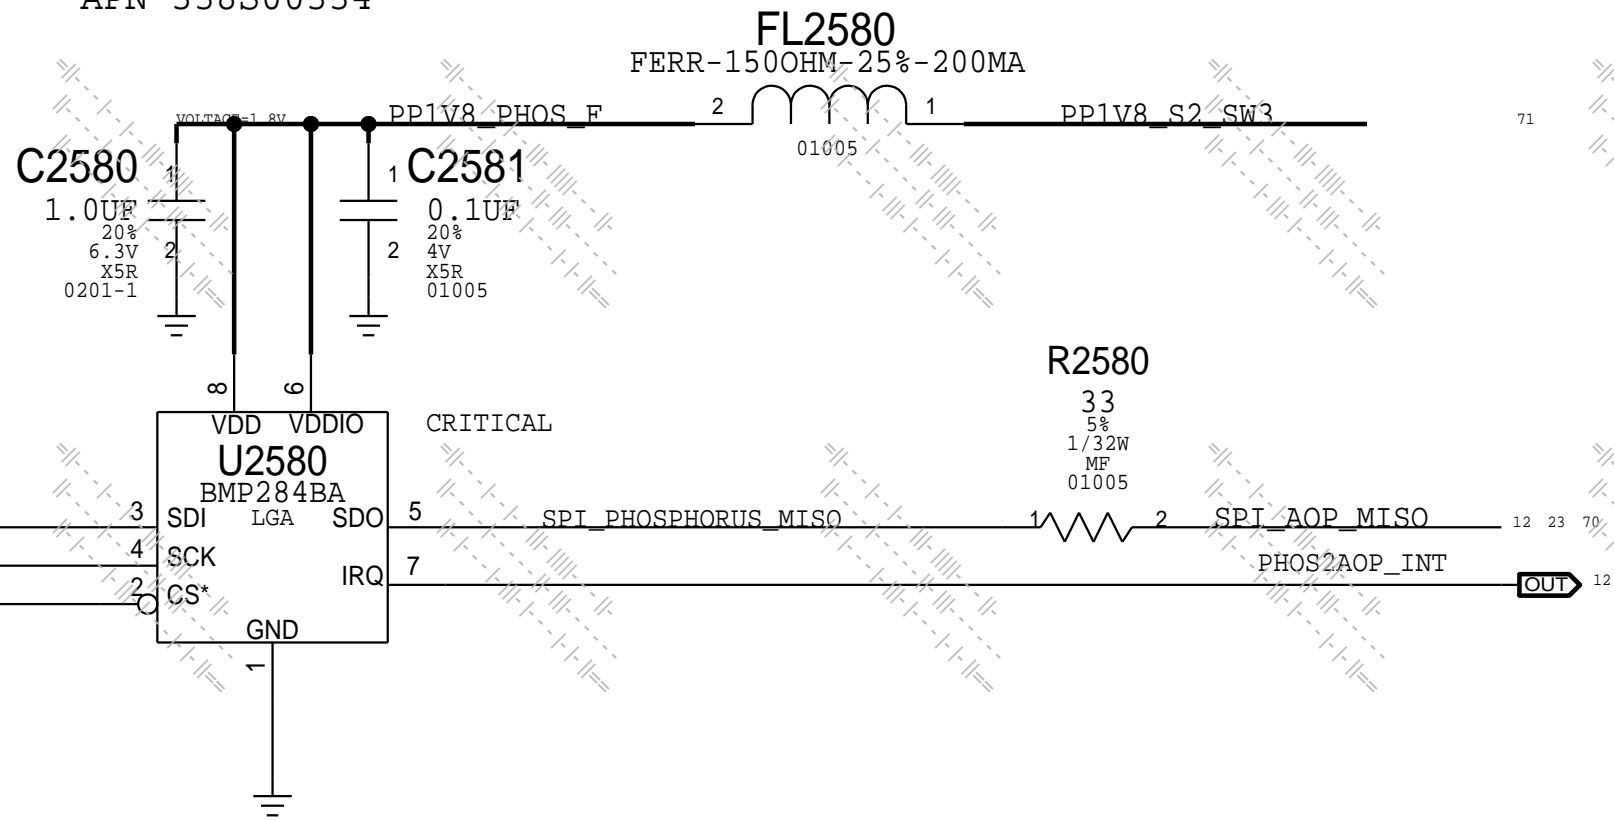 APN 338S00334
FL2580
FERR-150OHM-25%-200MA
VOLTAGE=1.8V
PP1V8_PHOS_F
2
1
PP1V8_S2_SW3
71
01005
C2580
1
1.0UF
20%
6.3V
2
X5R
0201-1
1
C2581
0.1UF
20%
2
4V
X5R
01005
8
6
VDD
VDDIO
CRITICAL
U2580
BMP284BA
LGA
R2580
33
5%
1/32W
MF
01005
3
SDI
SDO
5
SPI_PHOSPHORUS_MISO
1
2
SPI_AOP_MISO
12 23 70
4
SCK
IRQ
7
PHOS2AOP_INT
OUT
12
2
CS*
GND
1